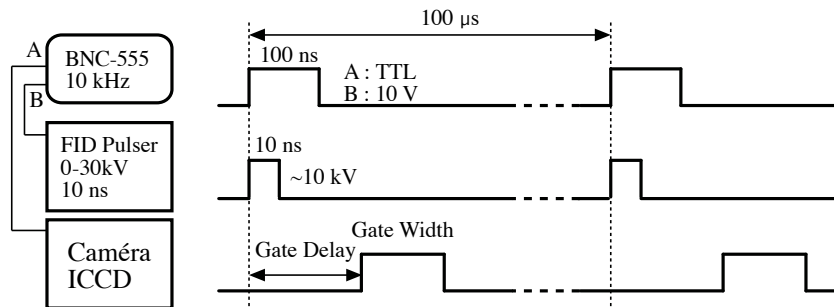 100 μs
A
BNC-555
10 kHz
B
100 ns
A : TTL
B : 10 V
FID Pulser
0-30kV
10 ns
10 ns
~10 kV
Caméra
ICCD
Gate Width
Gate Delay